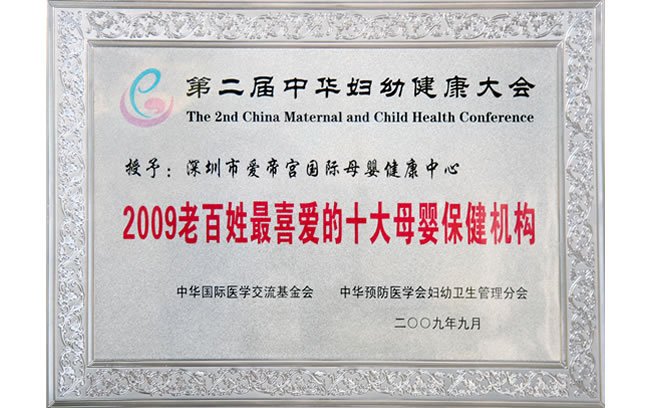 第二届中华妇幼健康大会
The 2nd China Maternal and Child Health Conference
授予：深圳市爱帝宫国际母婴健康中心
2009老百姓最喜爱的十大母婴保健机构
中华国际医学交流基金会 中华预防医学会妇幼卫生管理分会
二〇〇九年九月